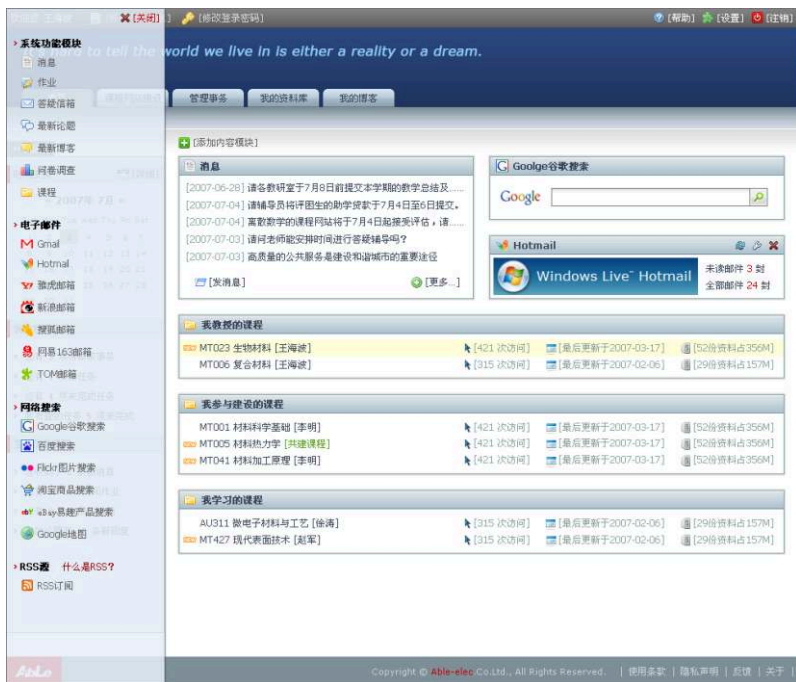 [关闭] [修改登录密码] [帮助] [设置] [注销]
It's hard to tell the world we live in is either a reality or a dream.
管理事务 我的资料库 我的博客
系统功能模块
消息
作业
答疑信箱
最新论题
最新博客
问卷调查
课程
电子邮件
Gmail
Hotmail
雅虎邮箱
新浪邮箱
搜狐邮箱
网易163邮箱
TOM邮箱
网络搜索
Google谷歌搜索
百度搜索
Flickr图片搜索
淘宝商品搜索
eBay易趣产品搜索
Google地图
RSS 什么是RSS?
RSS订阅
[添加内容模块]
消息
[2007-06-28] 请各教研室于7月8日前提交本学期的教学总结及......
[2007-07-04] 请辅导员将评困生的助学贷款于7月4日至6日提交。
[2007-07-04] 离散数学的课程网站将于7月4日起接受评估，请......
[2007-07-03] 请问老师能安排时间进行答疑辅导吗？
[2007-07-03] 高质量的公共服务是建设和谐城市的重要途径
[发消息] [更多...]
Goolge谷歌搜索
Google
Hotmail
Windows Live Hotmail
未读邮件 3 封
全部邮件 24 封
我教授的课程
MT023 生物材料 [王海波] [421 次访问] [最后更新于2007-03-17] [52份资料占356M]
MT006 复合材料 [王海波] [315 次访问] [最后更新于2007-02-06] [29份资料占157M]
我参与建设的课程
MT001 材料科学基础 [李明] [421 次访问] [最后更新于2007-03-17] [52份资料占356M]
MT005 材料热力学 [共建课程] [421 次访问] [最后更新于2007-03-17] [52份资料占356M]
MT041 材料加工原理 [李明] [421 次访问] [最后更新于2007-03-17] [52份资料占356M]
我学习的课程
AU311 微电子材料与工艺 [徐涛] [315 次访问] [最后更新于2007-02-06] [29份资料占157M]
MT427 现代表面技术 [赵军] [315 次访问] [最后更新于2007-02-06] [29份资料占157M]
AbLe
Copyright © Able-elec Co.Ltd., All Rights Reserved. | 使用条款 | 隐私声明 | 反馈 | 关于 |